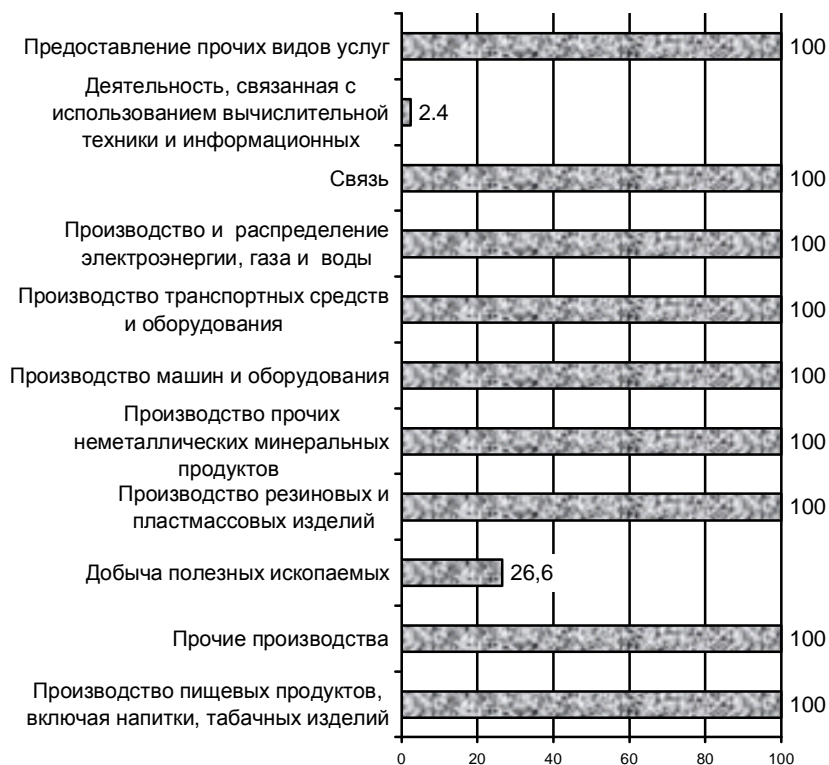 Предоставление прочих видов услуг
100
Деятельность, связанная с
использованием вычислительной
техники и информационных
2.4
Связь
100
Производство и распределение
электроэнергии, газа и воды
100
Производство транспортных средств
и оборудования
100
Производство машин и оборудования
100
Производство прочих
неметаллических минеральных
продуктов
100
Производство резиновых и
пластмассовых изделий
100
Добыча полезных ископаемых
26,6
Прочие производства
100
Производство пищевых продуктов,
включая напитки, табачных изделий
100
0 20 40 60 80 100